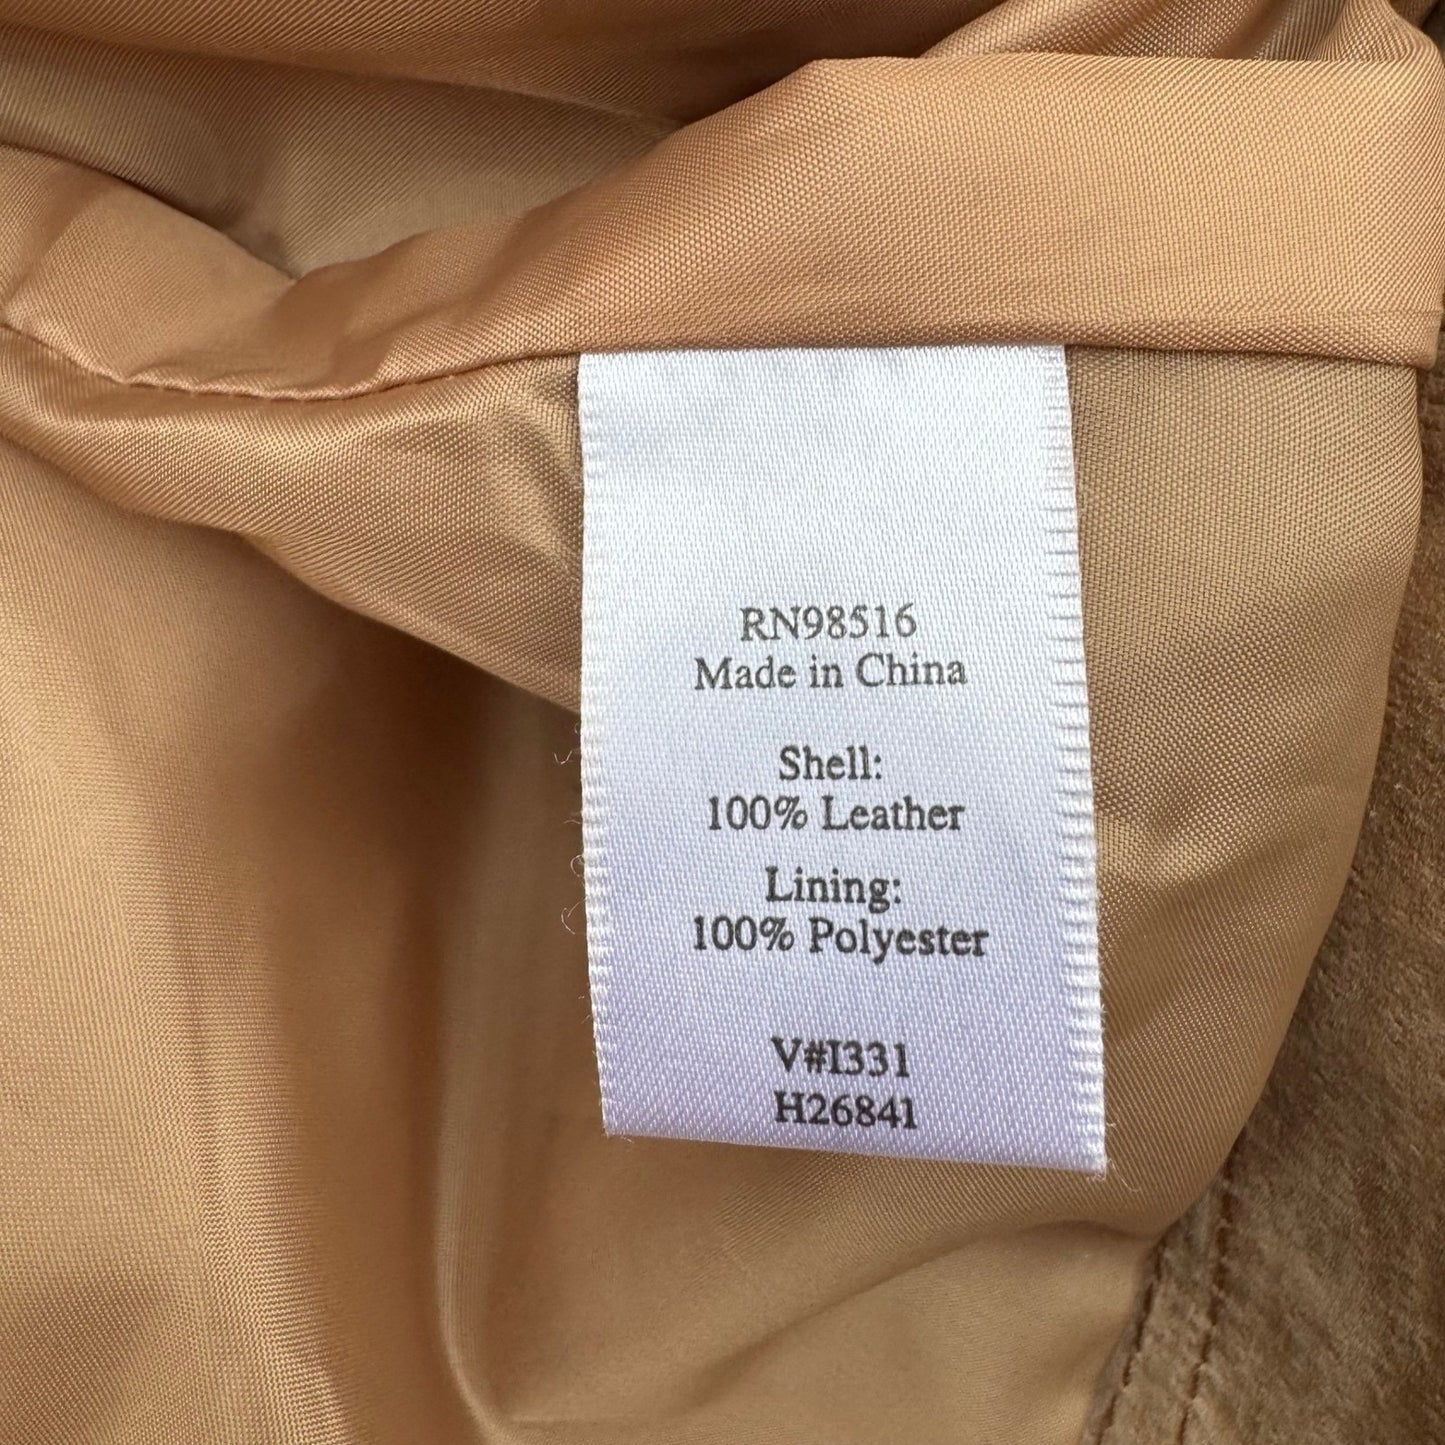 RN98516
Made in China
Shell:
100% Leather
Lining:
100% Polyester
V#I331
H26841